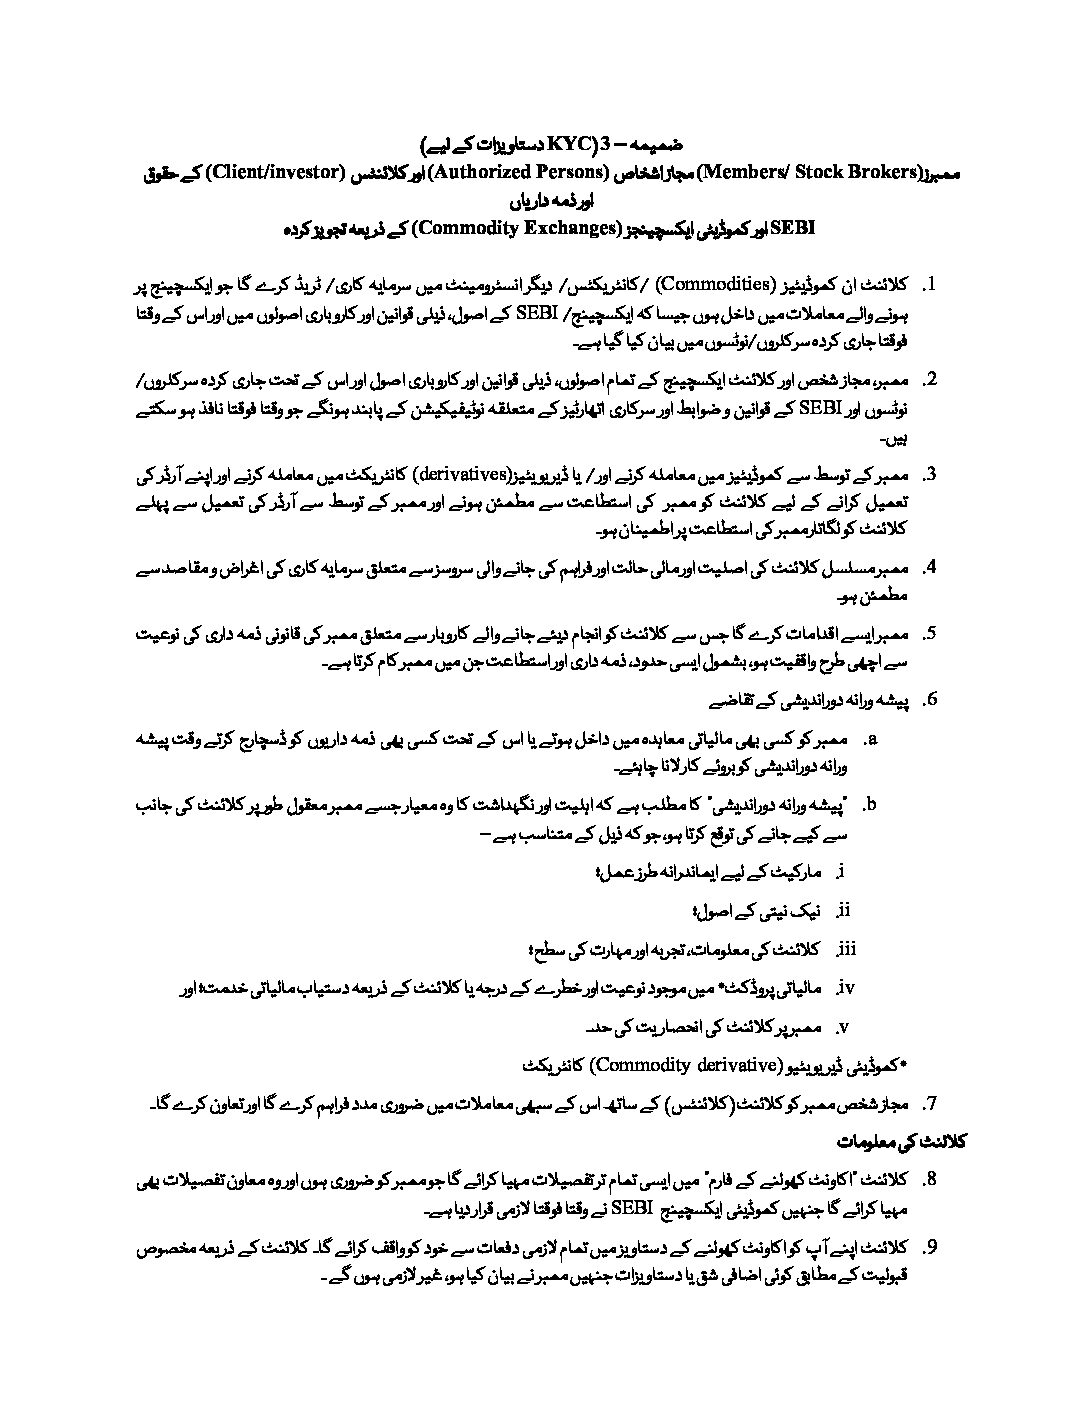 ضمیمہ – 3 (KYC دستاویزات کے لیے)
ممبرز(Members/ Stock Brokers) مجاز اشخاص (Authorized Persons) اور کلائنٹس (Client/investor) کے حقوق
اور ذمہ داریاں
SEBI اور کموڈیٹی ایکسچینجز (Commodity Exchanges) کے ذریعہ تجویز کردہ
1. کلائنٹ ان کموڈیٹیز (Commodities) /کانٹریکٹس/ دیگر انسٹرومینٹ میں سرمایہ کاری/ ٹریڈ کرے گا جو ایکسچینج پر
ہونے والے معاملات میں داخل ہوں جیسا کہ ایکسچینج/ SEBI کے اصول، ذیلی قوانین اور کاروباری اصولوں میں اور اس کے وقتا
فوقتا جاری کردہ سرکلروں/نوٹسوں میں بیان کیا گیا ہے۔
2. ممبر، مجاز شخص اور کلائنٹ ایکسچینج کے تمام اصولوں، ذیلی قوانین اور کاروباری اصول اور اس کے تحت جاری کردہ سرکلروں/
نوٹسوں اور SEBI کے قوانین و ضوابط اور سرکاری اتھارٹیز کے متعلقہ نوٹیفیکیشن کے پابند ہونگے جو وقتا فوقتا نافذ ہو سکتے
ہیں۔
3. ممبر کے توسط سے کموڈیٹیز میں معاملہ کرنے اور/ یا ڈیریویٹیز(derivatives) کانٹریکٹ میں معاملہ کرنے اور اپنے آرڈر کی
تعمیل کرانے کے لیے کلائنٹ کو ممبر کی استطاعت سے مطمئن ہونے اور ممبر کے توسط سے آرڈر کی تعمیل سے پہلے
کلائنٹ کو لگاتار ممبر کی استطاعت پر اطمینان ہو۔
4. ممبر مسلسل کلائنٹ کی اصلیت اور مالی حالت اور فراہم کی جانے والی سروسز سے متعلق سرمایہ کاری کی اغراض و مقاصد سے
مطمئن ہو۔
5. ممبر ایسے اقدامات کرے گا جس سے کلائنٹ کو انجام دیئے جانے والے کاروبار سے متعلق ممبر کی قانونی ذمہ داری کی نوعیت
سے اچھی طرح واقفیت ہو، بشمول ایسی حدود، ذمہ داری اور استطاعت جن میں ممبر کام کرتا ہے۔
6. پیشہ ورانہ دور اندیشی کے تقاضے
a. ممبر کو کسی بھی مالیاتی معاہدہ میں داخل ہوتے یا اس کے تحت کسی بھی ذمہ داریوں کو ڈسچارج کرتے وقت پیشہ
ورانہ دور اندیشی کو بروئے کار لانا چاہئے۔
b. "پیشہ ورانہ دور اندیشی" کا مطلب ہے کہ اہلیت اور نگہداشت کا وہ معیار جسے ممبر معقول طور پر کلائنٹ کی جانب
سے کیے جانے کی توقع کرتا ہو، جو کہ ذیل کے متناسب ہے –
i. مارکیٹ کے لیے ایماندرانہ طرز عمل؛
ii. نیک نیتی کے اصول؛
iii. کلائنٹ کی معلومات، تجربہ اور مہارت کی سطح؛
iv. مالیاتی پروڈکٹ* میں موجود نوعیت اور خطرے کے درجہ یا کلائنٹ کے ذریعہ دستیاب مالیاتی خدمت؛ اور
v. ممبر پر کلائنٹ کی انحصاریت کی حد۔
*کموڈیٹی ڈیریویٹیو (Commodity derivative) کانٹریکٹ
7. مجاز شخص ممبر کو کلائنٹ(کلائنٹس) کے ساتھ اس کے سبھی معاملات میں ضروری مدد فراہم کرے گا اور تعاون کرے گا۔
کلائنٹ کی معلومات
8. کلائنٹ "اکاونٹ کھولنے کے فارم" میں ایسی تمام تر تفصیلات مہیا کرائے گا جو ممبر کو ضروری ہوں اور وہ معاون تفصیلات بھی
مہیا کرائے گا جنہیں کموڈیٹی ایکسچینج SEBI نے وقتا فوقتا لازمی قرار دیا ہے۔
9. کلائنٹ اپنے آپ کو اکاونٹ کھولنے کے دستاویز میں تمام لازمی دفعات سے خود کو واقف کرائے گا۔ کلائنٹ کے ذریعہ مخصوص
قبولیت کے مطابق کوئی اضافی شق یا دستاویزات جنہیں ممبر نے بیان کیا ہو، غیر لازمی ہوں گے ۔